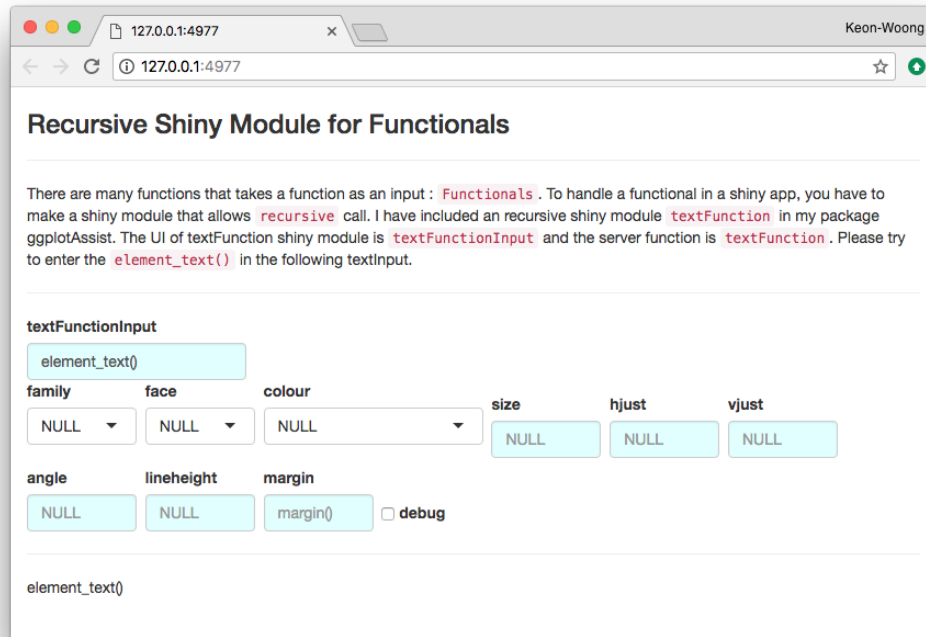 127.0.0.1:4977
Keon-Woong
127.0.0.1:4977
Recursive Shiny Module for Functionals
There are many functions that takes a function as an input : Functionals. To handle a functional in a shiny app, you have to
make a shiny module that allows recursive call. I have included an recursive shiny module textFunction in my package
ggplotAssist. The UI of textFunction shiny module is textFunctionInput and the server function is textFunction. Please try
to enter the element_text() in the following textInput.
textFunctionInput
element_text()
family face colour size hjust vjust
NULL NULL NULL NULL NULL NULL
angle lineheight margin
NULL NULL margin() debug
element_text()